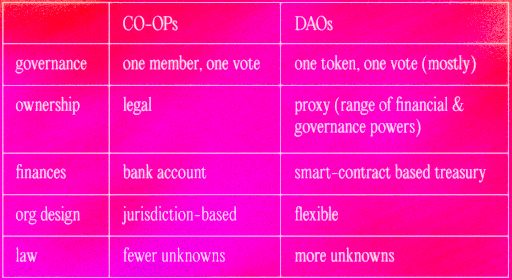 CO-OPs DAOs
governance one member, one vote one token, one vote (mostly)
ownership legal proxy (range of financial &
governance powers)
finances bank account smart-contract based treasury
org design jurisdiction-based flexible
law fewer unknowns more unknowns